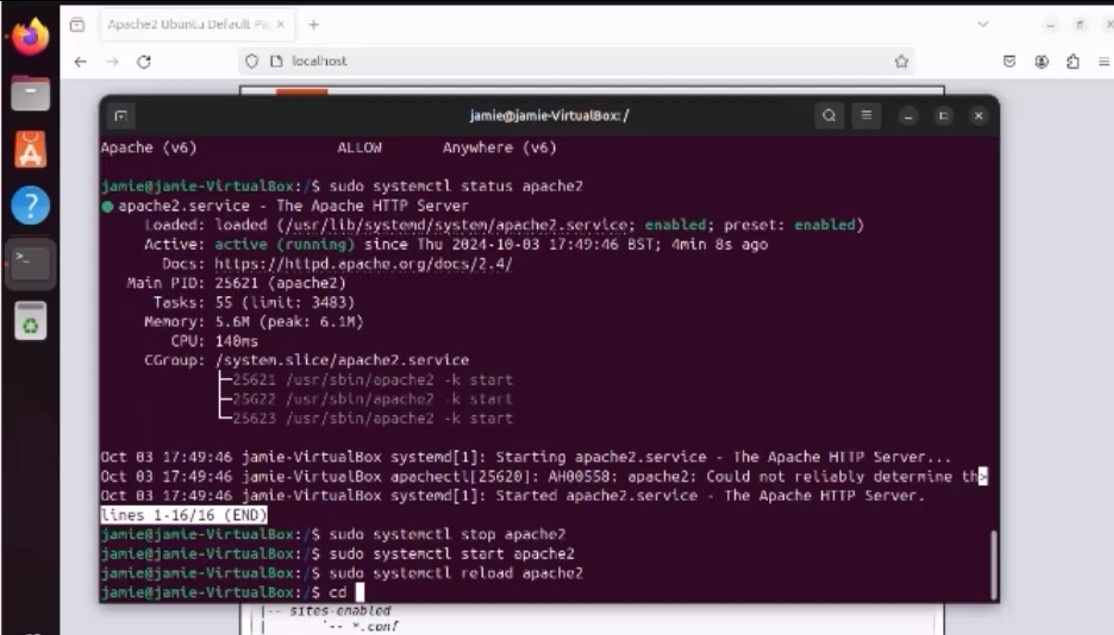 Apache2 Ubuntu Default Pag
localhost
jamie@jamie-VirtualBox: /
Apache (v6) ALLOW Anywhere (v6)
jamie@jamie-VirtualBox:/$ sudo systemctl status apache2
● apache2.service - The Apache HTTP Server
Loaded: loaded (/usr/lib/systemd/system/apache2.service; enabled; preset: enabled)
Active: active (running) since Thu 2024-10-03 17:49:46 BST; 4min 8s ago
Docs: https://httpd.apache.org/docs/2.4/
Main PID: 25621 (apache2)
Tasks: 55 (limit: 3483)
Memory: 5.6M (peak: 6.1M)
CPU: 140ms
CGroup: /system.slice/apache2.service
├─25621 /usr/sbin/apache2 -k start
├─25622 /usr/sbin/apache2 -k start
└─25623 /usr/sbin/apache2 -k start
Oct 03 17:49:46 jamie-VirtualBox systemd[1]: Starting apache2.service - The Apache HTTP Server...
Oct 03 17:49:46 jamie-VirtualBox apachectl[25620]: AH00558: apache2: Could not reliably determine th>
Oct 03 17:49:46 jamie-VirtualBox systemd[1]: Started apache2.service - The Apache HTTP Server.
lines 1-16/16 (END)
jamie@jamie-VirtualBox:/$ sudo systemctl stop apache2
jamie@jamie-VirtualBox:/$ sudo systemctl start apache2
jamie@jamie-VirtualBox:/$ sudo systemctl reload apache2
jamie@jamie-VirtualBox:/$ cd
|-- sites-enabled
| `-- *.conf